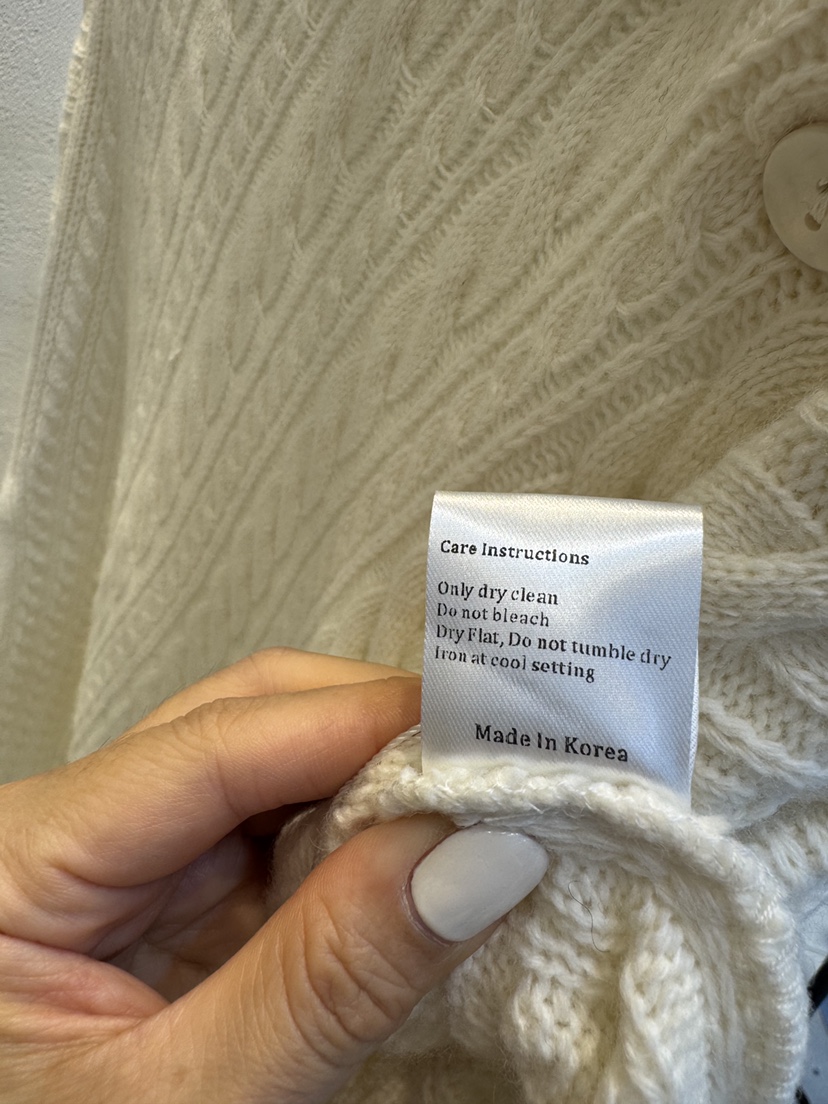 Care Instructions
Only dry clean
Do not bleach
Dry Flat, Do not tumble dry
Iron at cool setting
Made In Korea